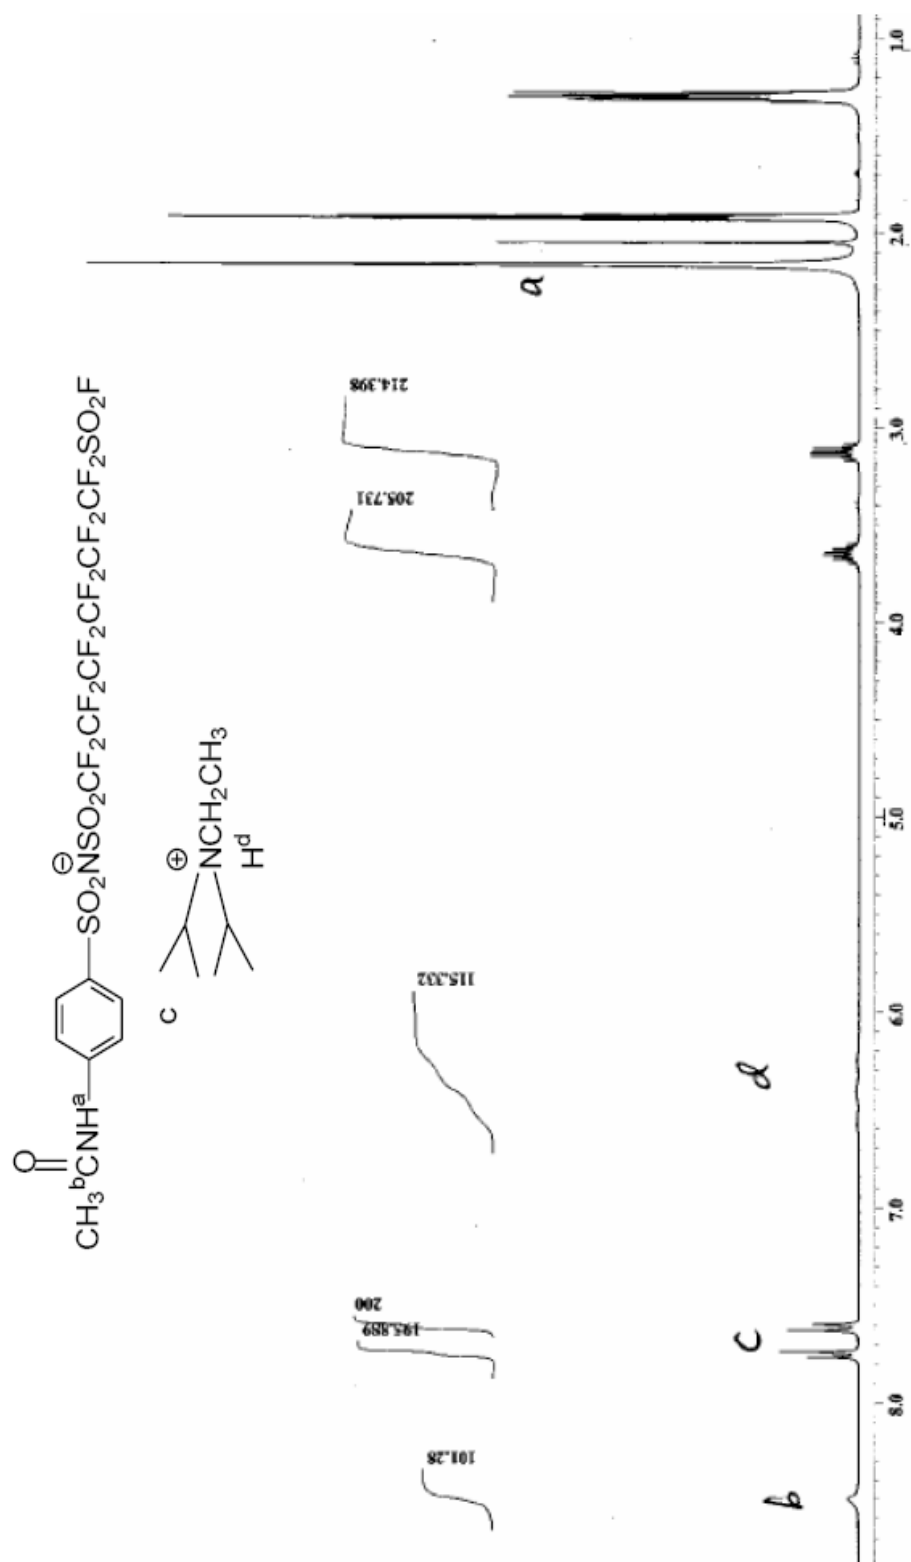 O
CH₃ᵇCNHᵃ
SO₂NSO₂CF₂CF₂CF₂CF₂CF₂CF₂SO₂F
⊖
c
⊕
NCH₂CH₃
Hᵈ
101.28
195.889
200
115.332
205.731
214.398
b
c
d
a
8.0
7.0
6.0
5.0
4.0
3.0
2.0
1.0